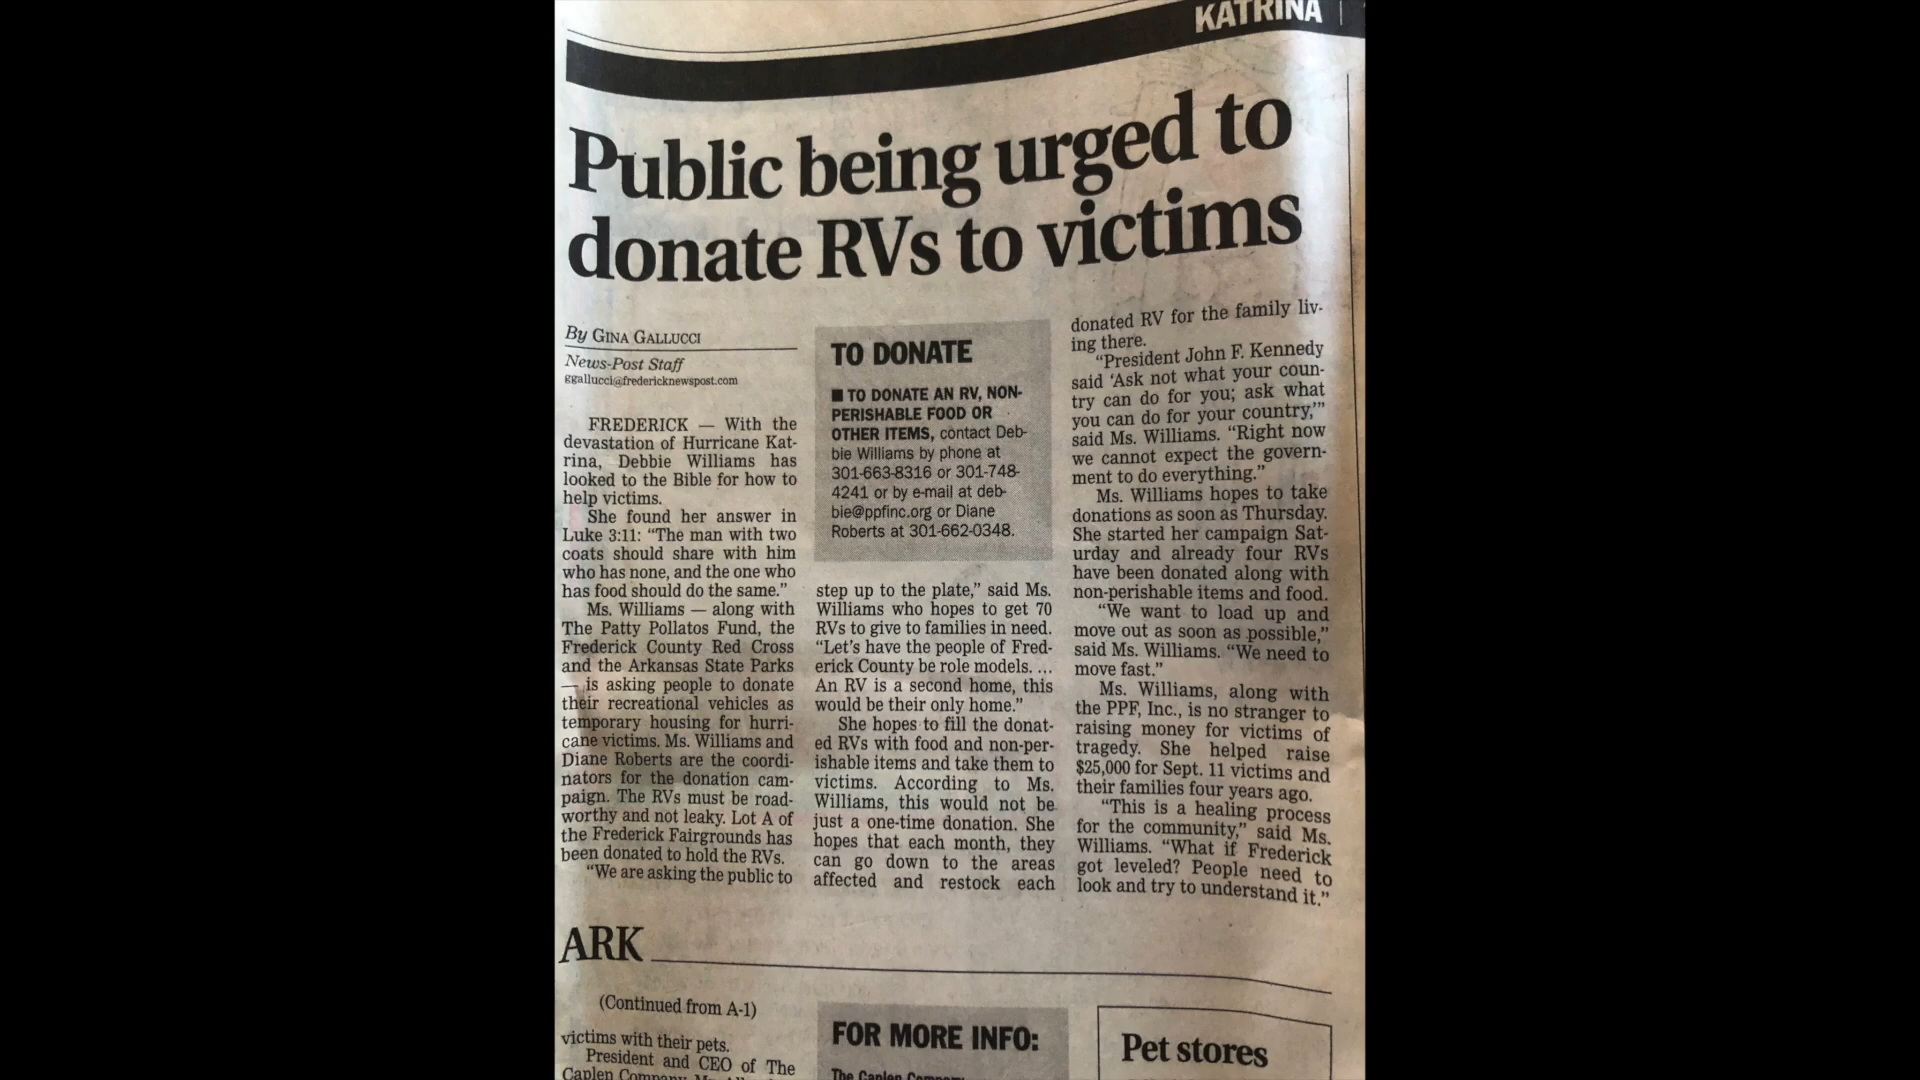 KATRINA
Public being urged to
donate RVs to victims
By GINA GALLUCCI
News-Post Staff
ggallucci@fredericknewspost.com
FREDERICK — With the
devastation of Hurricane Kat-
rina, Debbie Williams has
looked to the Bible for how to
help victims.
She found her answer in
Luke 3:11: “The man with two
coats should share with him
who has none, and the one who
has food should do the same.”
Ms. Williams — along with
The Patty Pollatos Fund, the
Frederick County Red Cross
and the Arkansas State Parks
— is asking people to donate
their recreational vehicles as
temporary housing for hurri-
cane victims. Ms. Williams and
Diane Roberts are the coordi-
nators for the donation cam-
paign. The RVs must be road-
worthy and not leaky. Lot A of
the Frederick Fairgrounds has
been donated to hold the RVs.
“We are asking the public to
TO DONATE
■ TO DONATE AN RV, NON-
PERISHABLE FOOD OR
OTHER ITEMS, contact Deb-
bie Williams by phone at
301-663-8316 or 301-748-
4241 or by e-mail at deb-
bie@ppfinc.org or Diane
Roberts at 301-662-0348.
step up to the plate,” said Ms.
Williams who hopes to get 70
RVs to give to families in need.
“Let’s have the people of Fred-
erick County be role models. …
An RV is a second home, this
would be their only home.”
She hopes to fill the donat-
ed RVs with food and non-per-
ishable items and take them to
victims. According to Ms.
Williams, this would not be
just a one-time donation. She
hopes that each month, they
can go down to the areas
affected and restock each
donated RV for the family liv-
ing there.
“President John F. Kennedy
said ‘Ask not what your coun-
try can do for you; ask what
you can do for your country,’”
said Ms. Williams. “Right now
we cannot expect the govern-
ment to do everything.”
Ms. Williams hopes to take
donations as soon as Thursday.
She started her campaign Sat-
urday and already four RVs
have been donated along with
non-perishable items and food.
“We want to load up and
move out as soon as possible,”
said Ms. Williams. “We need to
move fast.”
Ms. Williams, along with
the PPF, Inc., is no stranger to
raising money for victims of
tragedy. She helped raise
$25,000 for Sept. 11 victims and
their families four years ago.
“This is a healing process
for the community,” said Ms.
Williams. “What if Frederick
got leveled? People need to
look and try to understand it.”
ARK
(Continued from A-1)
victims with their pets.
President and CEO of The
Caplen Company
FOR MORE INFO:
The Caplen Company
Pet stores